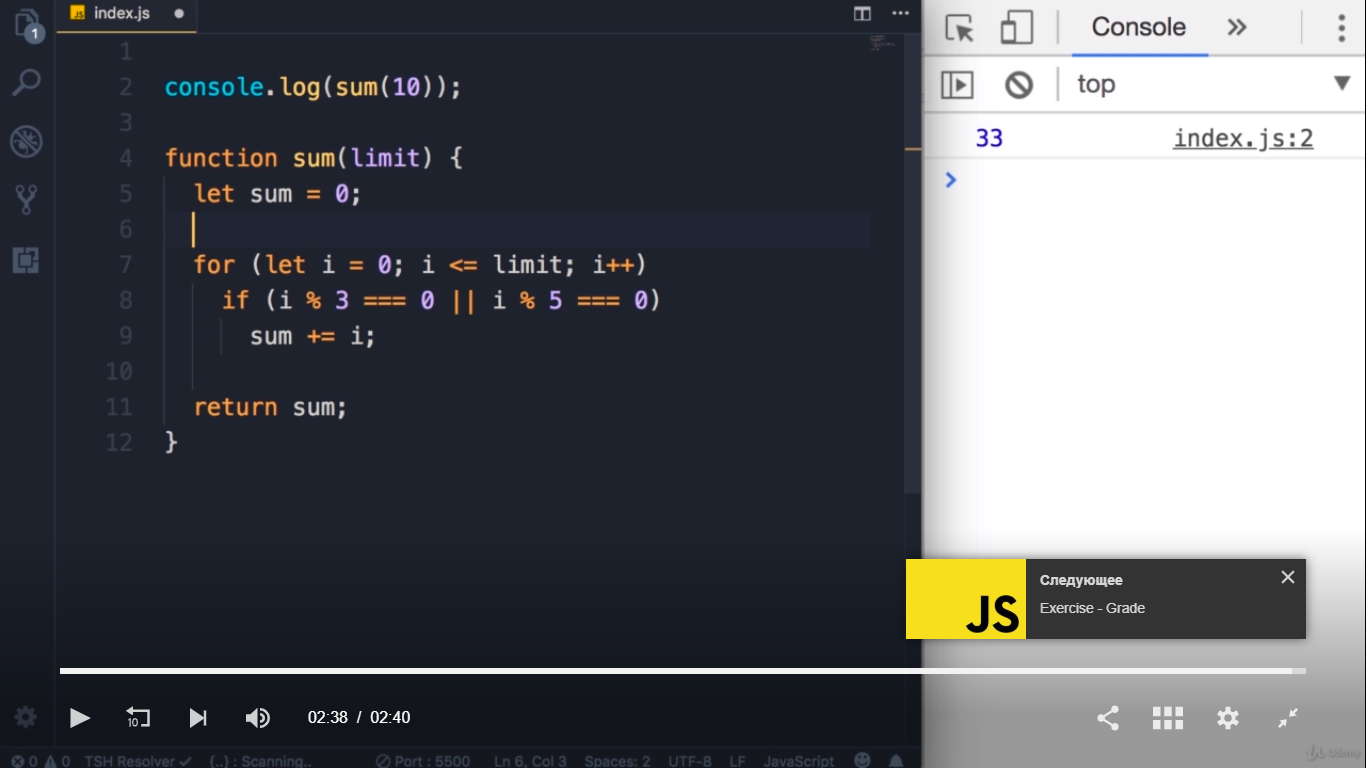 1
JS index.js
Console
top
33 index.js:2
1
2 console.log(sum(10));
3
4 function sum(limit) {
5 let sum = 0;
6
7 for (let i = 0; i <= limit; i++)
8 if (i % 3 === 0 || i % 5 === 0)
9 sum += i;
10
11 return sum;
12 }
JS
Следующее
Exercise - Grade
10
02:38 / 02:40
0 0 TSH Resolver {..} : Scanning.. Port : 5500 Ln 6, Col 3 Spaces: 2 UTF-8 LF JavaScript
Udemy